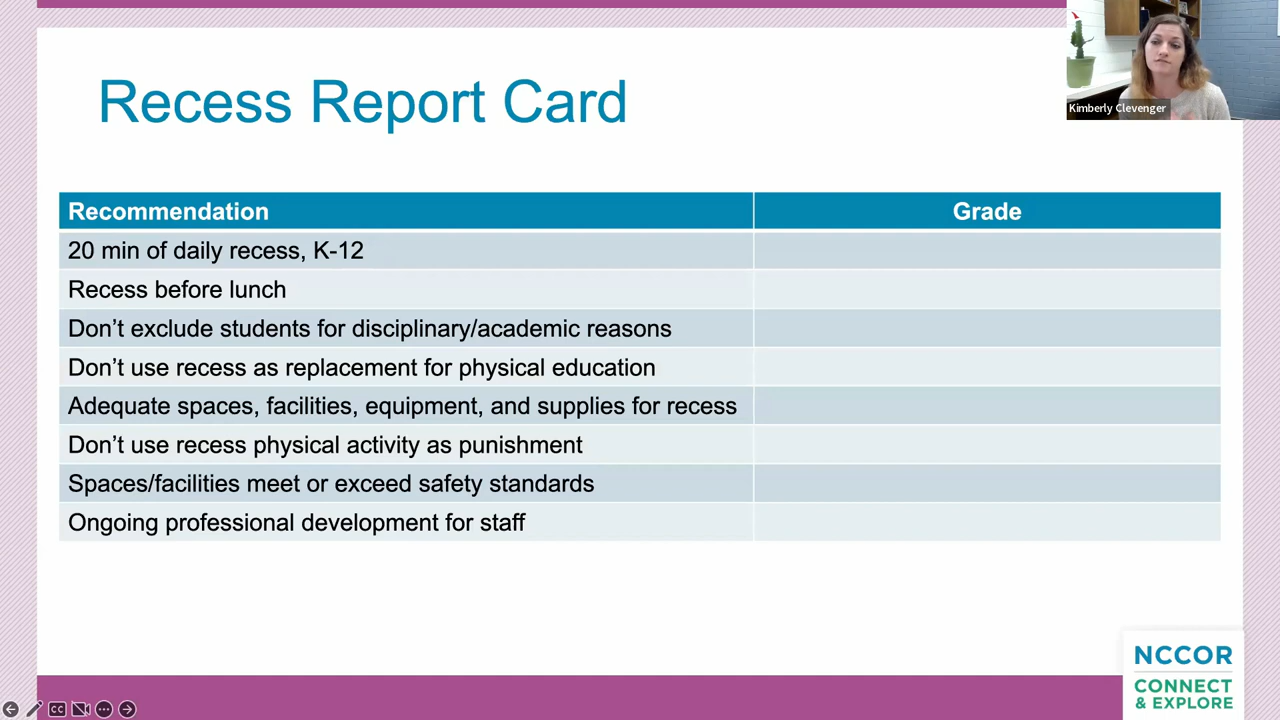 Recess Report Card
Kimberly Clevenger
Recommendation Grade
20 min of daily recess, K-12
Recess before lunch
Don’t exclude students for disciplinary/academic reasons
Don’t use recess as replacement for physical education
Adequate spaces, facilities, equipment, and supplies for recess
Don’t use recess physical activity as punishment
Spaces/facilities meet or exceed safety standards
Ongoing professional development for staff
NCCOR
CONNECT
& EXPLORE
CC